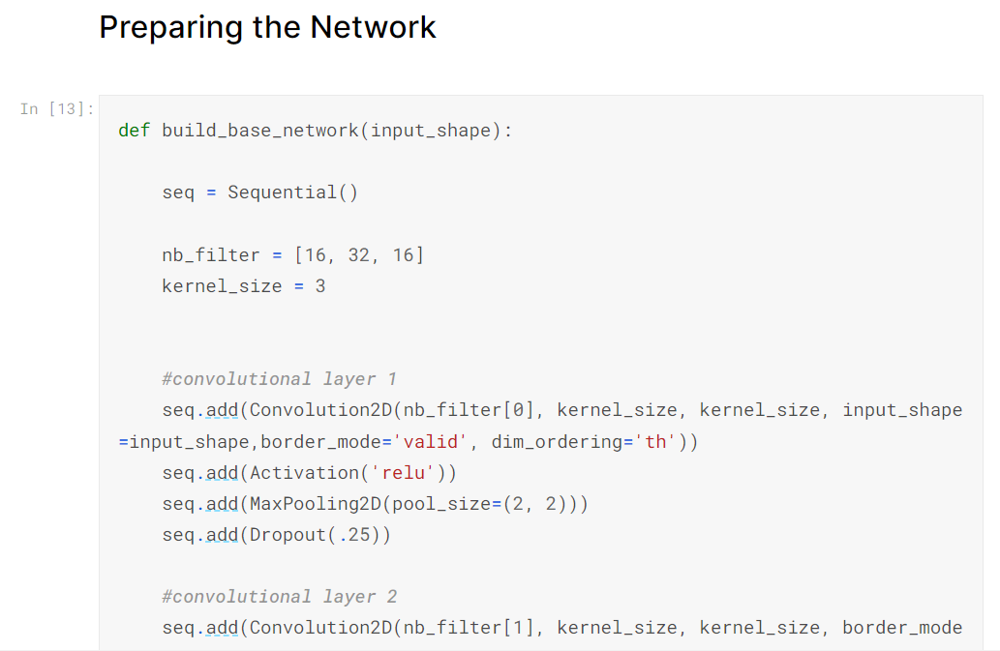 Preparing the Network
In [13]:
def build_base_network(input_shape):
seq = Sequential()
nb_filter = [16, 32, 16]
kernel_size = 3
#convolutional layer 1
seq.add(Convolution2D(nb_filter[0], kernel_size, kernel_size, input_shape
=input_shape,border_mode='valid', dim_ordering='th'))
seq.add(Activation('relu'))
seq.add(MaxPooling2D(pool_size=(2, 2)))
seq.add(Dropout(.25))
#convolutional layer 2
seq.add(Convolution2D(nb_filter[1], kernel_size, kernel_size, border_mode